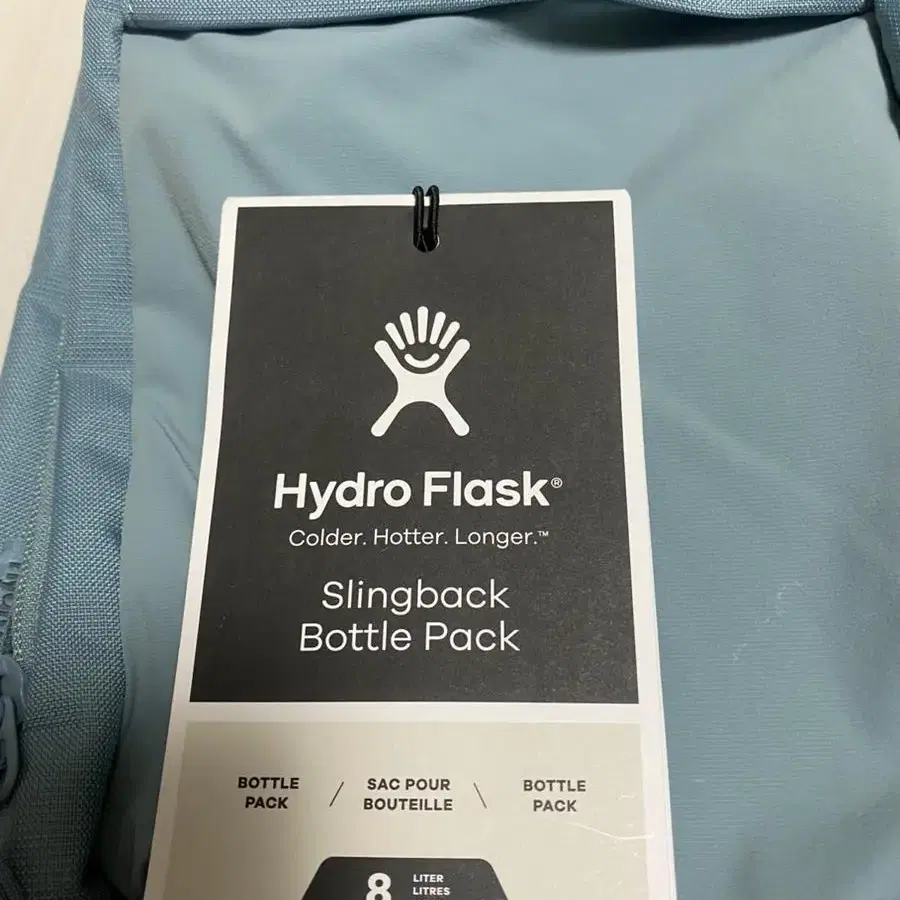 Hydro Flask®
Colder. Hotter. Longer.™
Slingback
Bottle Pack
BOTTLE
PACK
/
SAC POUR
BOUTEILLE
\
BOTTLE
PACK
8
LITER
LITRES